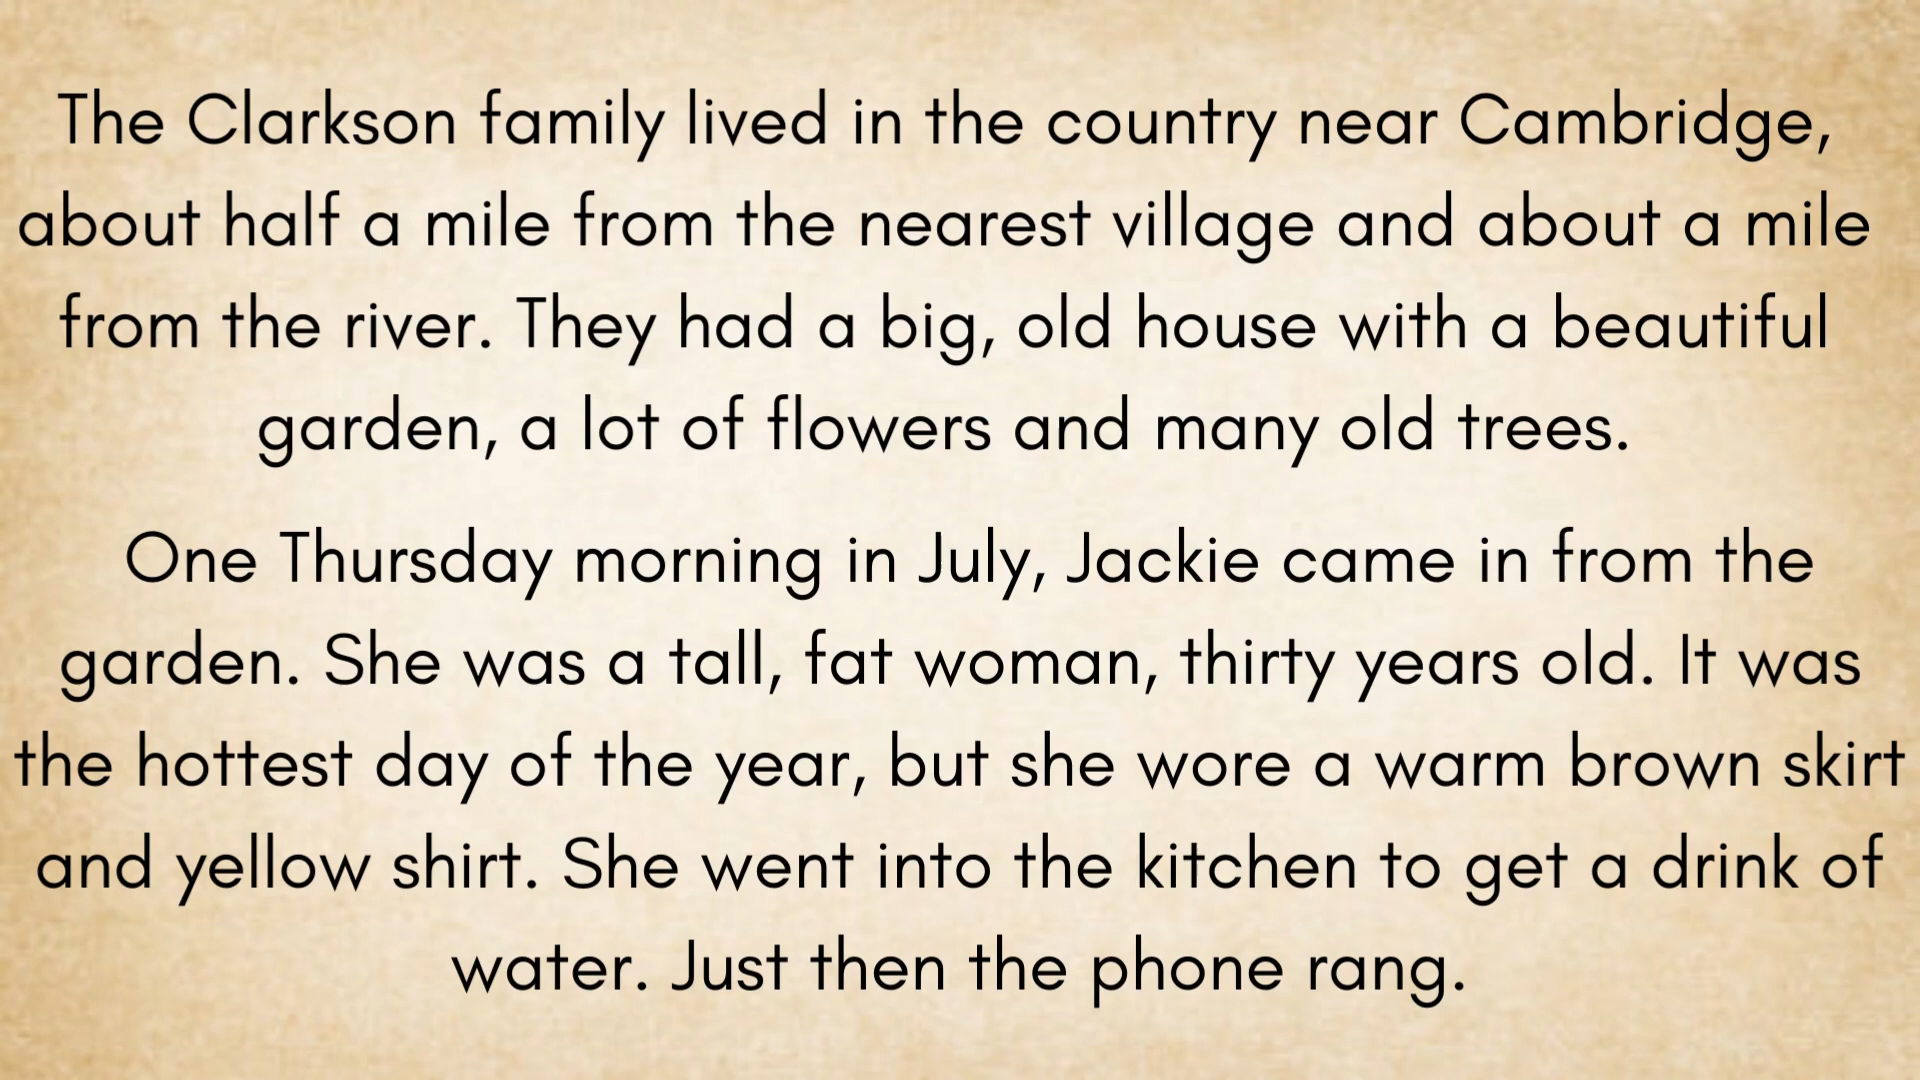 The Clarkson family lived in the country near Cambridge,
about half a mile from the nearest village and about a mile
from the river. They had a big, old house with a beautiful
garden, a lot of flowers and many old trees.
One Thursday morning in July, Jackie came in from the
garden. She was a tall, fat woman, thirty years old. It was
the hottest day of the year, but she wore a warm brown skirt
and yellow shirt. She went into the kitchen to get a drink of
water. Just then the phone rang.